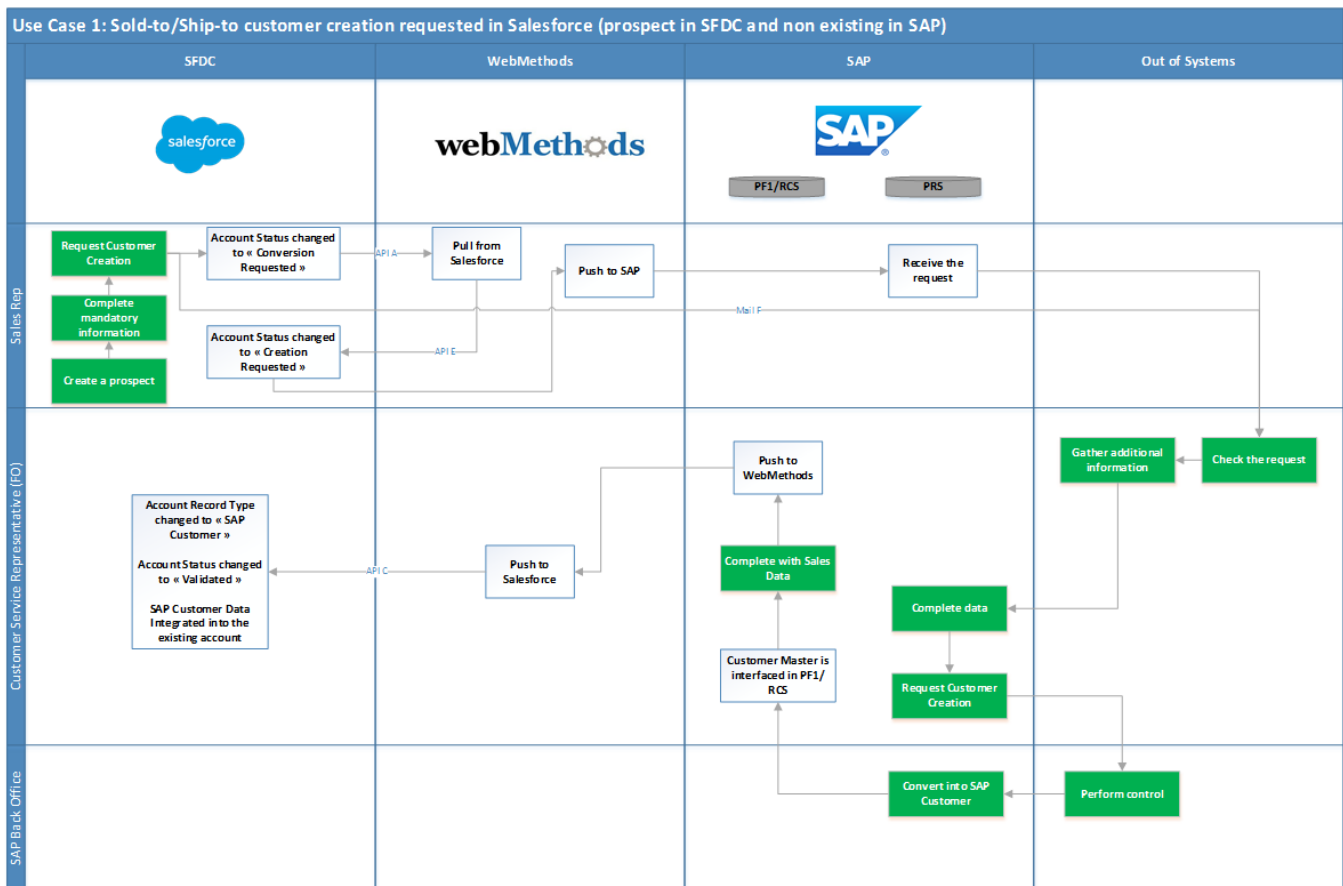 Use Case 1: Sold-to/Ship-to customer creation requested in Salesforce (prospect in SFDC and non existing in SAP)
SFDC
WebMethods
SAP
Out of Systems
salesforce
webMethods
SAP
®
PF1/RCS
PRS
Sales Rep
Request Customer
Creation
Account Status changed
to « Conversion
Requested »
API A
Pull from
Salesforce
Push to SAP
Receive the
request
Complete
mandatory
information
Mail F
Account Status changed
to « Creation
Requested »
API E
Create a prospect
Customer Service Representative (FO)
Push to
WebMethods
Gather additional
information
Check the request
Account Record Type
changed to « SAP
Customer »
Account Status changed
to « Validated »
SAP Customer Data
Integrated into the
existing account
API C
Push to
Salesforce
Complete with Sales
Data
Complete data
Customer Master is
interfaced in PF1/
RCS
Request Customer
Creation
SAP Back Office
Convert into SAP
Customer
Perform control